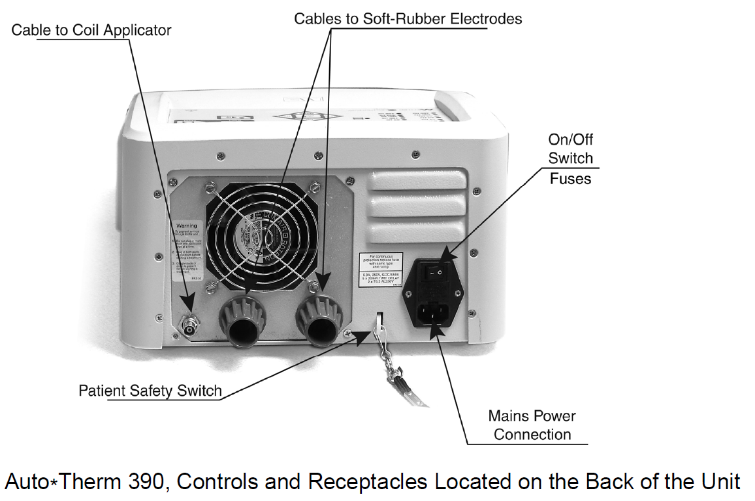 Cables to Soft-Rubber Electrodes
Cable to Coil Applicator
On/Off
Switch
Fuses
Warning
Patient Safety Switch
Mains Power
Connection
Auto*Therm 390, Controls and Receptacles Located on the Back of the Unit